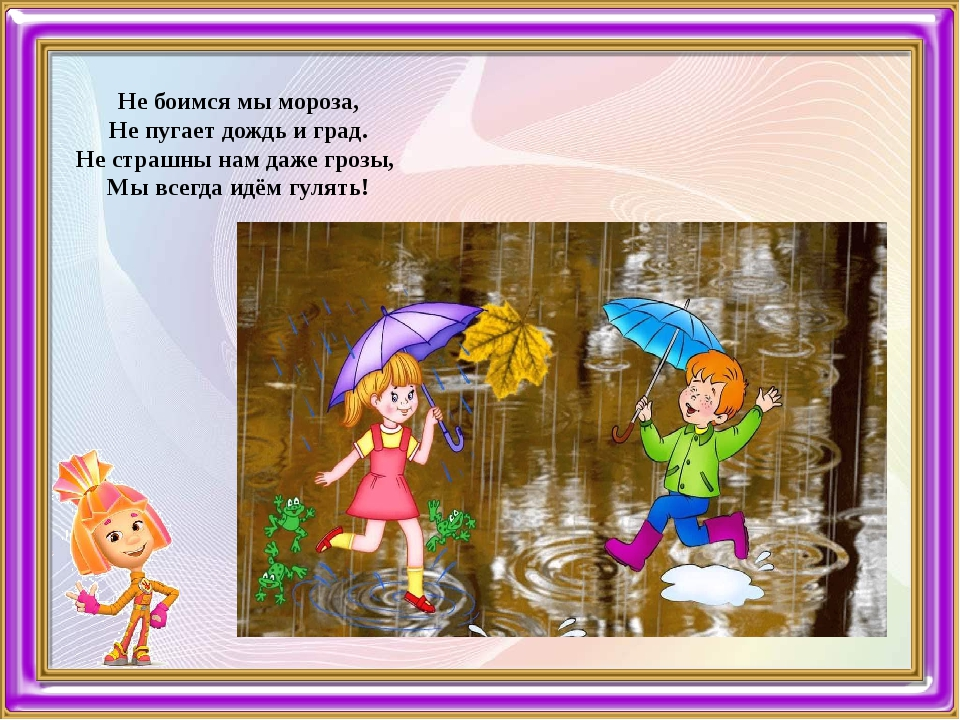 Не боимся мы мороза,
Не пугает дождь и град.
Не страшны нам даже грозы,
Мы всегда идём гулять!